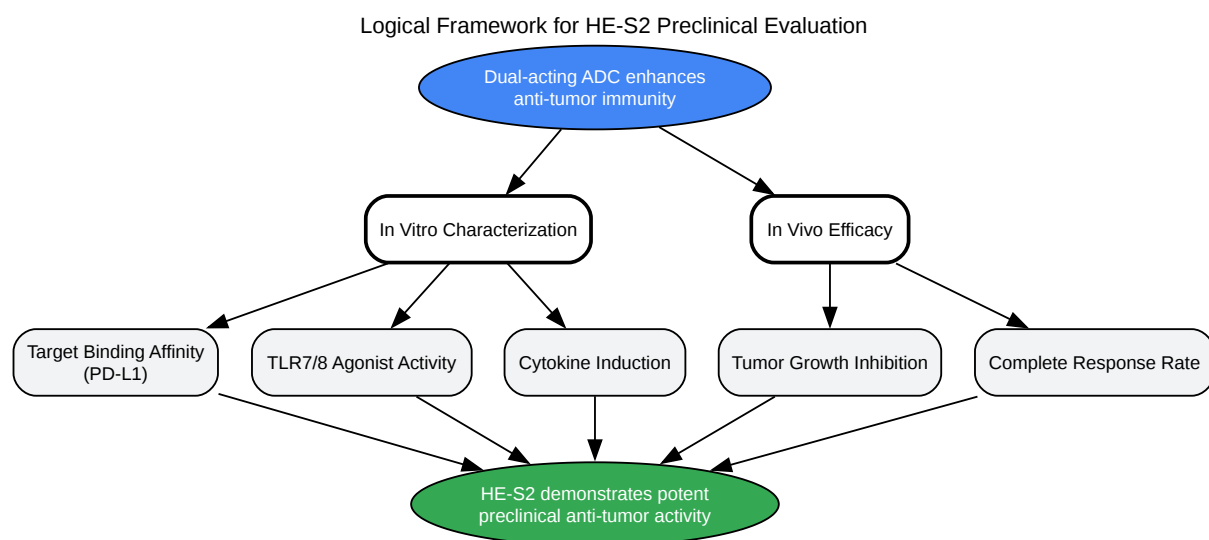 Logical Framework for HE-S2 Preclinical Evaluation
Dual-acting ADC enhances
anti-tumor immunity
In Vitro Characterization
In Vivo Efficacy
Target Binding Affinity
(PD-L1)
TLR7/8 Agonist Activity
Cytokine Induction
Tumor Growth Inhibition
Complete Response Rate
HE-S2 demonstrates potent
preclinical anti-tumor activity